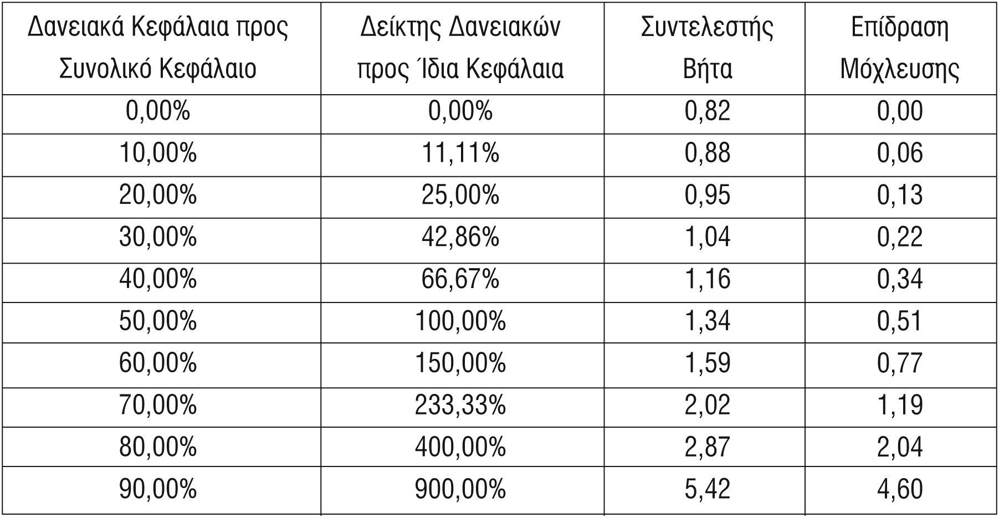 Δανειακά Κεφάλαια προς Συνολικό Κεφάλαιο | Δείκτης Δανειακών προς Ίδια Κεφάλαια | Συντελεστής Βήτα | Επίδραση Μόχλευσης
0,00% 0,00% 0,82 0,00
10,00% 11,11% 0,88 0,06
20,00% 25,00% 0,95 0,13
30,00% 42,86% 1,04 0,22
40,00% 66,67% 1,16 0,34
50,00% 100,00% 1,34 0,51
60,00% 150,00% 1,59 0,77
70,00% 233,33% 2,02 1,19
80,00% 400,00% 2,87 2,04
90,00% 900,00% 5,42 4,60